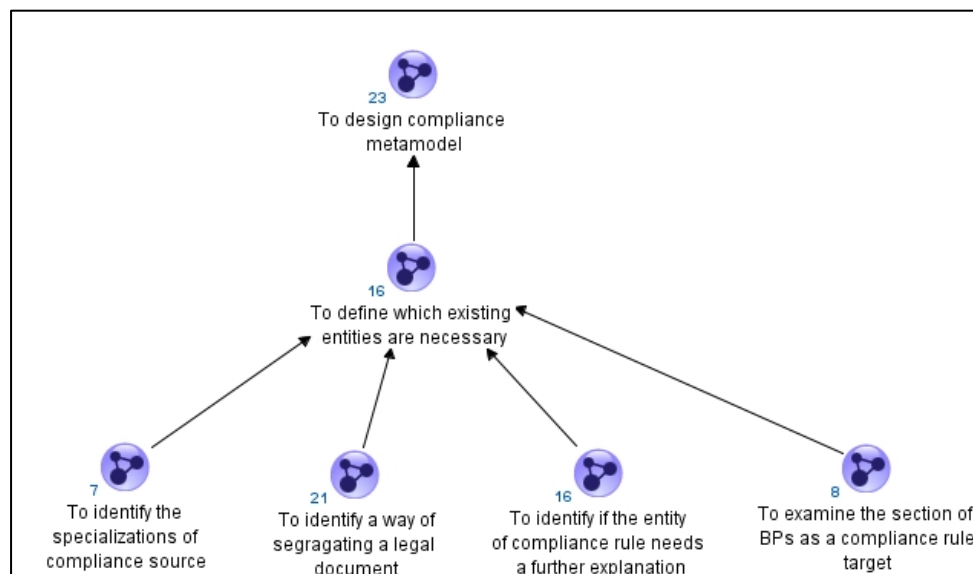 23
To design compliance
metamodel
16
To define which existing
entities are necessary
7
To identify the
specializations of
compliance source
21
To identify a way of
segragating a legal
document
16
To identify if the entity
of compliance rule needs
a further explanation
8
To examine the section of
BPs as a compliance rule
target